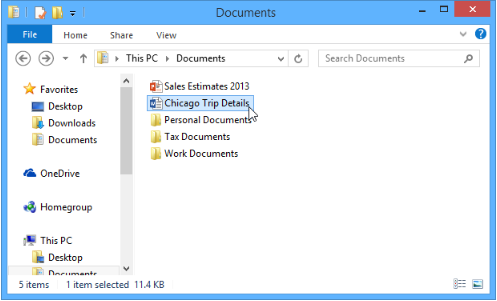 Documents
File Home Share View
This PC Documents Search Documents
Favorites
Desktop
Downloads
Documents
OneDrive
Homegroup
This PC
Desktop
Documents
Sales Estimates 2013
Chicago Trip Details
Personal Documents
Tax Documents
Work Documents
5 items 1 item selected 11.4 KB